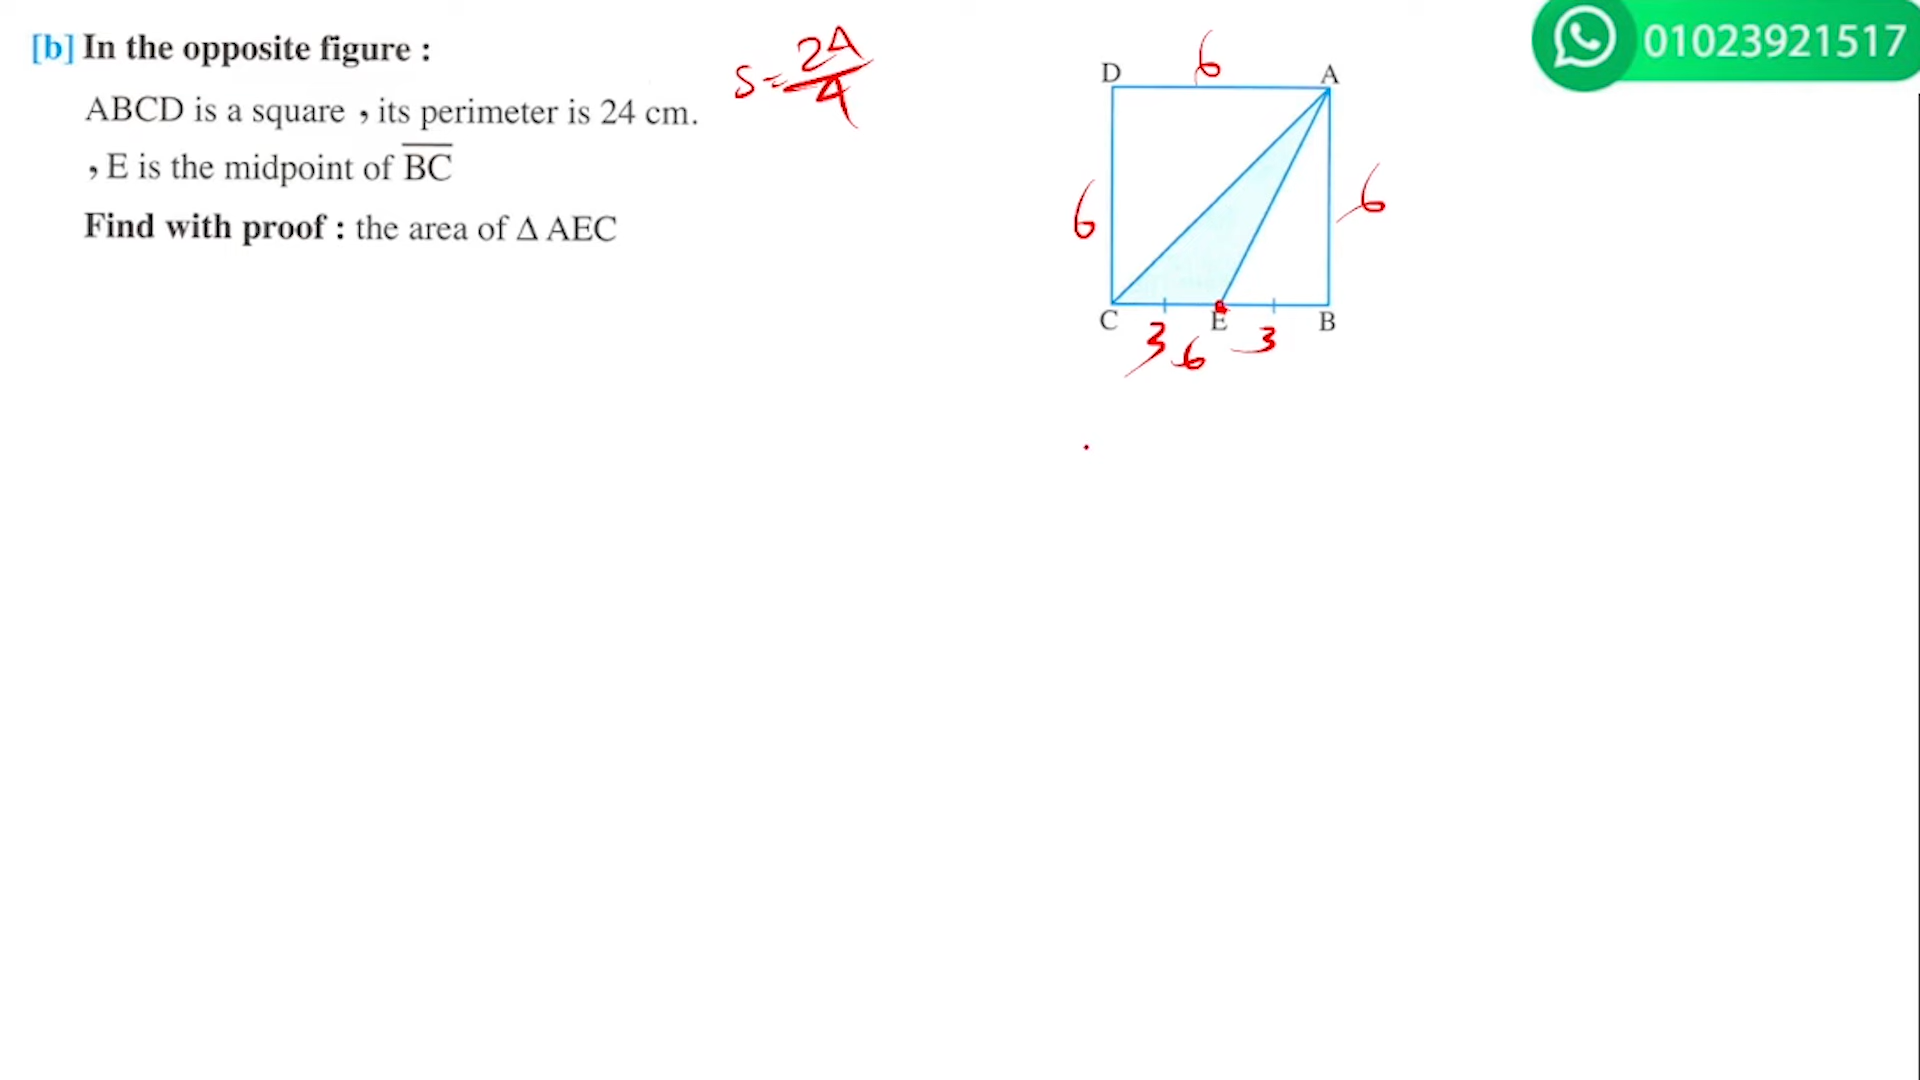 [b] In the opposite figure :
ABCD is a square , its perimeter is 24 cm.
, E is the midpoint of BC
Find with proof : the area of Δ AEC
S = 24/4
01023921517
6
D A
6 6
C E B
3 6 3